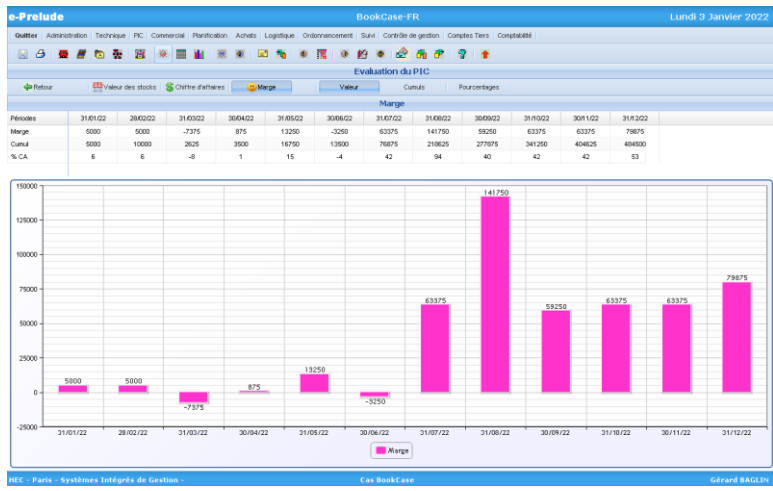 e-Prelude BookCase-FR Lundi 3 Janvier 2022
Quitter Administration Technique PIC Commercial Planification Achats Logistique Ordonnancement Suivi Contrôle de gestion Comptes Tiers Comptabilité
Evaluation du PIC
Retour Valeur des stocks Chiffre d'affaires Marge Valeur Cumuls Pourcentages
Marge
Périodes 31/01/22 28/02/22 31/03/22 30/04/22 31/05/22 30/06/22 31/07/22 31/08/22 30/09/22 31/10/22 30/11/22 31/12/22
Marge 5000 5000 -7375 875 13250 -3250 63375 141750 59250 63375 63375 79875
Cumul 5000 10000 2625 3500 16750 13500 76875 218625 277875 341250 404625 484500
% CA 6 6 -8 1 15 -4 42 94 40 42 42 53
150000
141750
125000
100000
79875
75000
63375 59250 63375 63375
50000
25000
13250
5000 5000 875
0
-7375 -3250
-25000
31/01/22 28/02/22 31/03/22 30/04/22 31/05/22 30/06/22 31/07/22 31/08/22 30/09/22 31/10/22 30/11/22 31/12/22
Marge
HEC - Paris - Systèmes Intégrés de Gestion - Cas BookCase Gérard BAGLIN